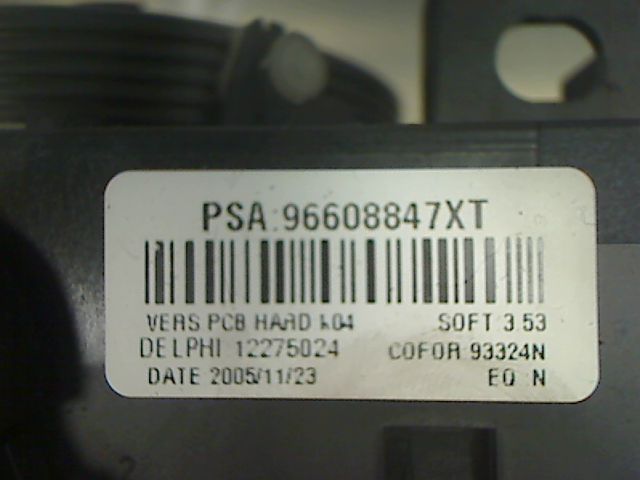 PSA 96608847XT
VERS PCB HARD SOFT 3.53
DELPHI 12275024 COFOR 93324N
DATE 2005/11/23 EQ N